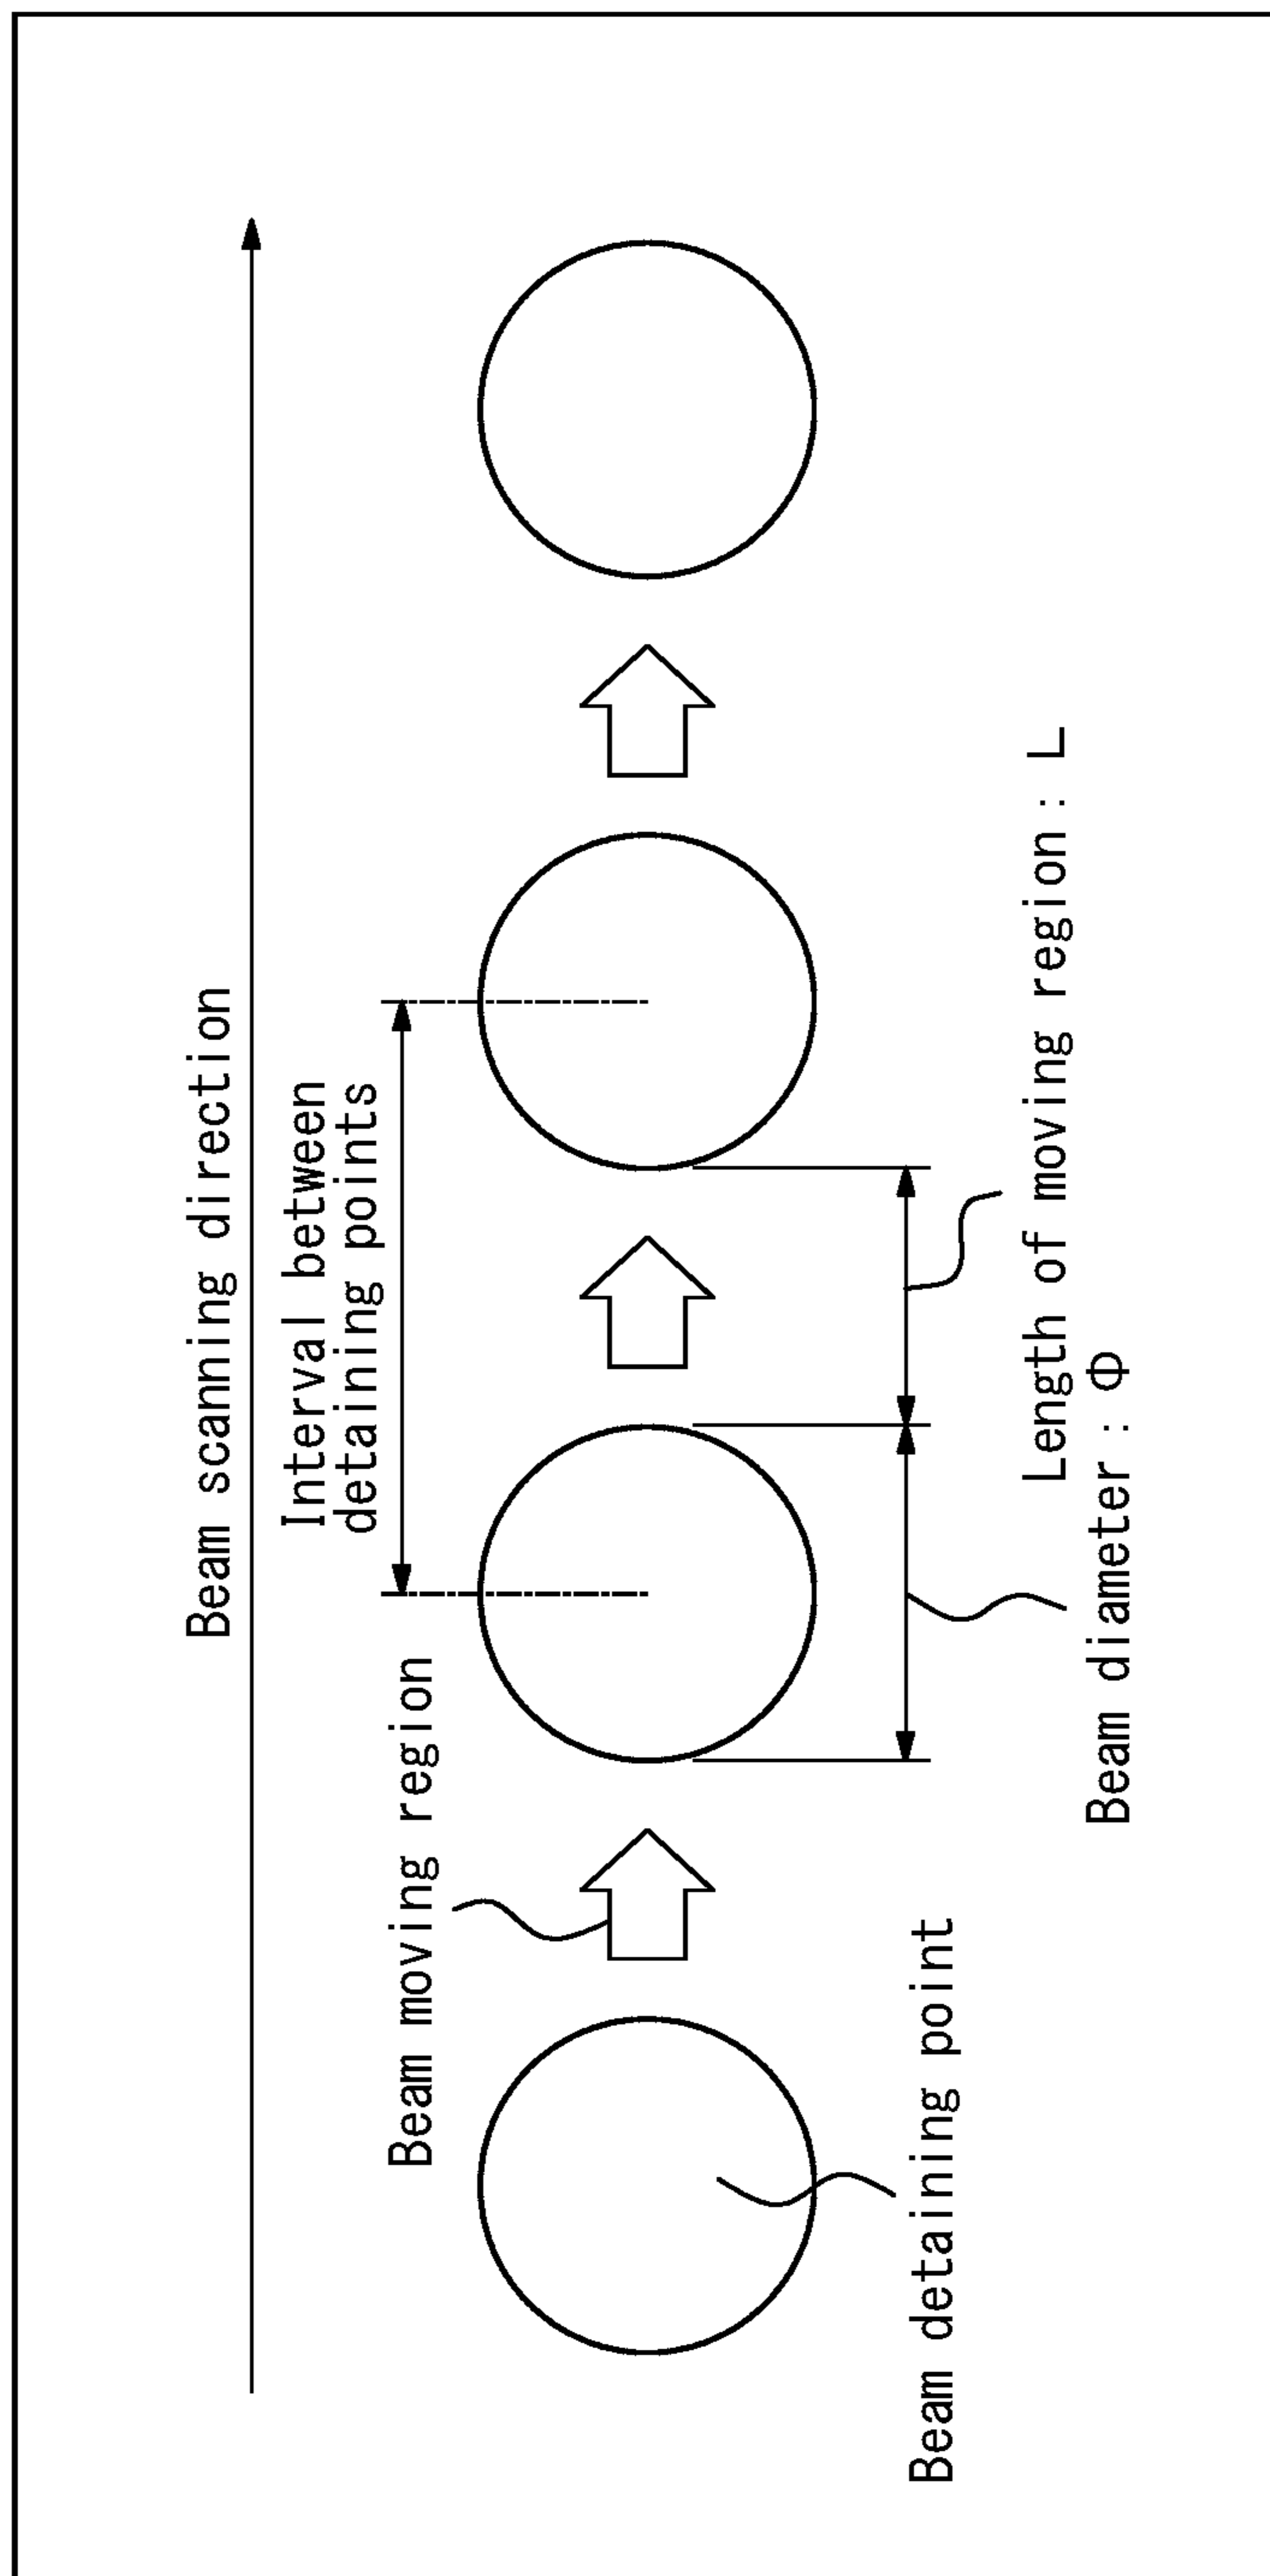 Beam scanning direction
Interval between
detaining points
Beam moving region
Beam detaining point
Length of moving region : L
Beam diameter : Φ